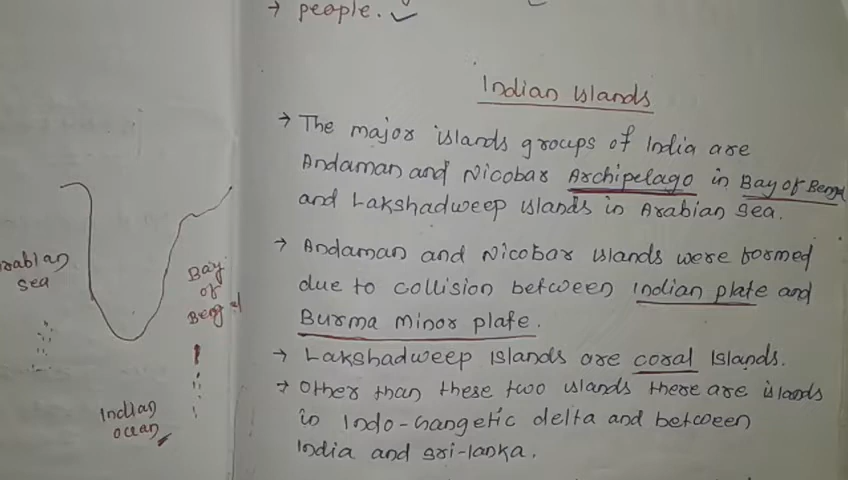 → people.
Indian Islands
→ The major islands groups of India are
Andaman and Nicobar Archipelago in Bay of Bengal
and Lakshadweep islands in Arabian sea.
→ Andaman and Nicobar islands were formed
due to collision between Indian plate and
Burma Minor plate.
→ Lakshadweep Islands are coral Islands.
→ Other than these two islands there are islands
in Indo-Gangetic delta and between
India and Sri-lanka.
Arabian
sea
Bay
of
Bengal
Indian
ocean